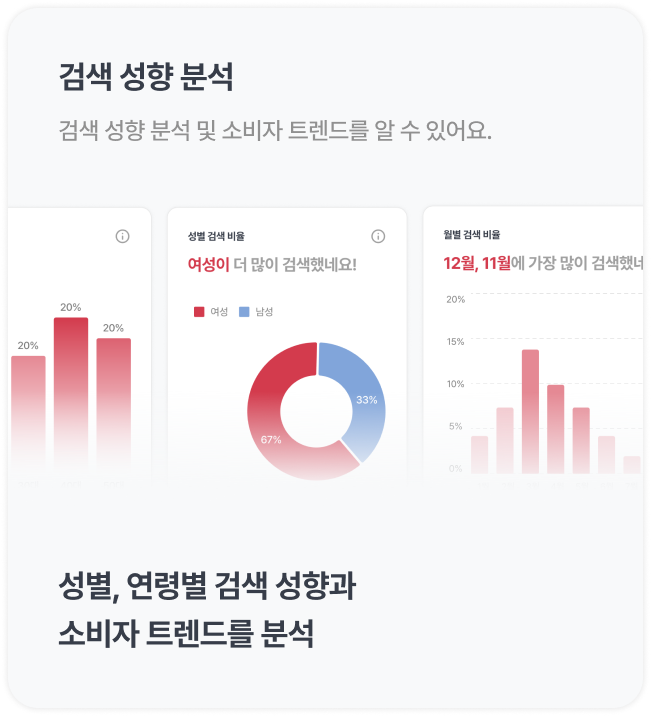 검색 성향 분석
검색 성향 분석 및 소비자 트렌드를 알 수 있어요.
20%
20%
20%
성별 검색 비율
여성이 더 많이 검색했네요!
여성
남성
33%
67%
월별 검색 비율
12월, 11월에 가장 많이 검색했네
20%
15%
10%
5%
0%
성별, 연령별 검색 성향과
소비자 트렌드를 분석